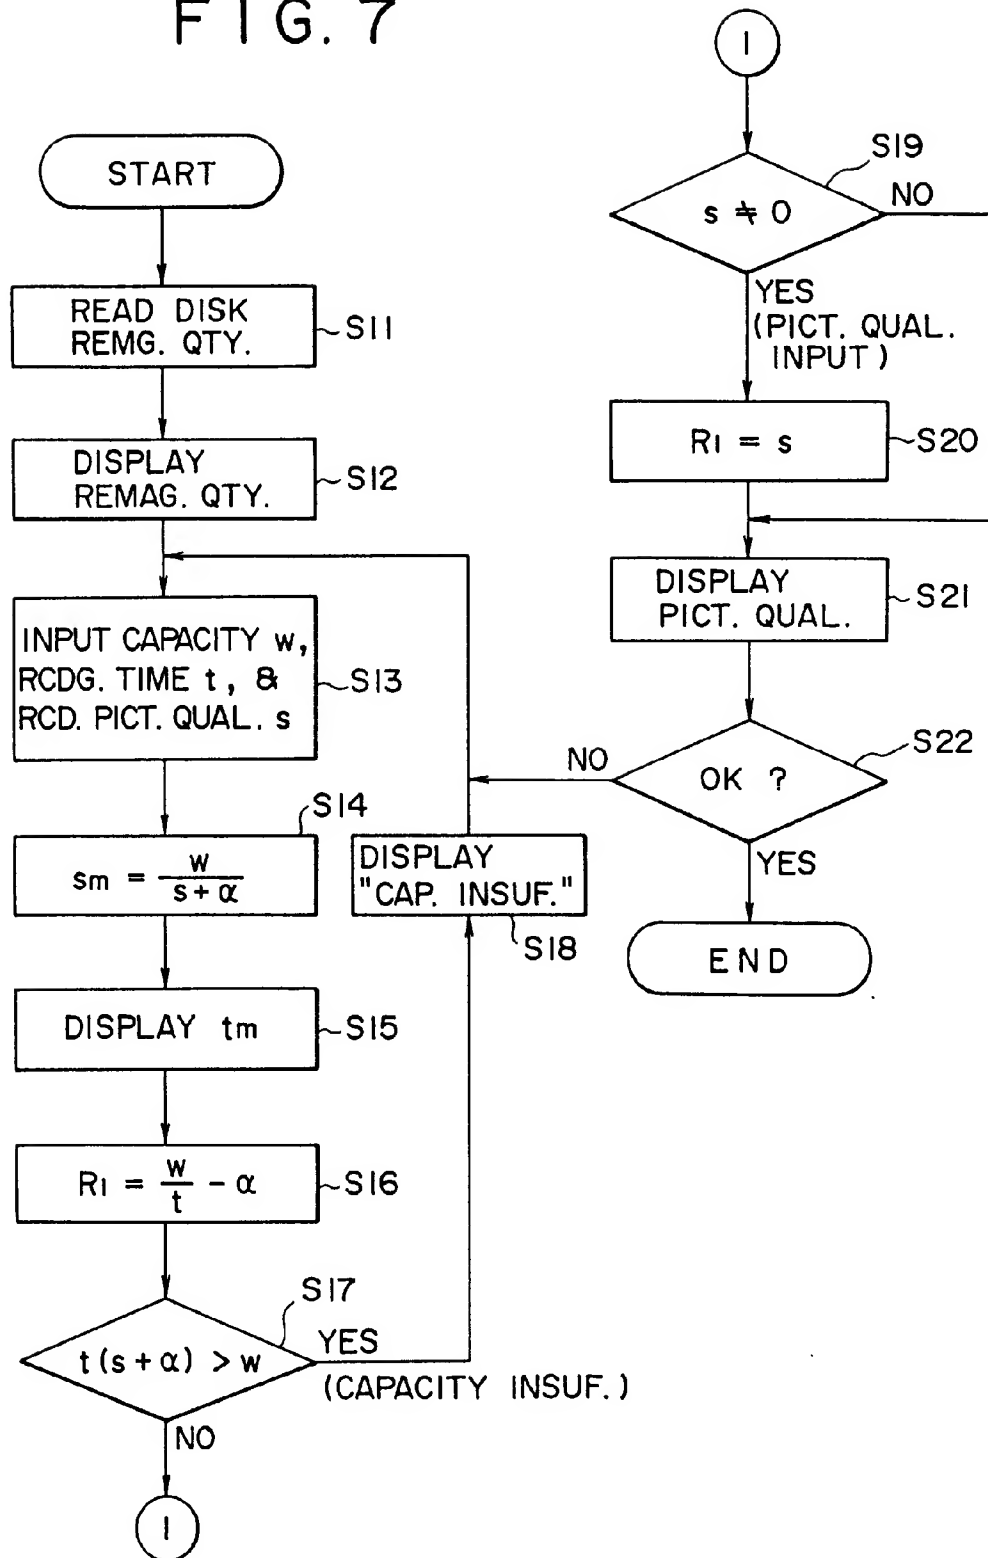 FIG. 7
START
READ DISK
REMG. QTY.
S11
DISPLAY
REMAG. QTY.
S12
INPUT CAPACITY w,
RCDG. TIME t, &
RCD. PICT. QUAL. s
S13
S14
sm = w / s + α
DISPLAY tm
S15
R1 = w / t - α
S16
S17
t (s + α) > w
YES
(CAPACITY INSUF.)
NO
1
DISPLAY
"CAP. INSUF."
S18
1
S19
s ≠ 0
NO
YES
(PICT. QUAL.
INPUT)
R1 = s
S20
DISPLAY
PICT. QUAL.
S21
S22
OK ?
NO
YES
END